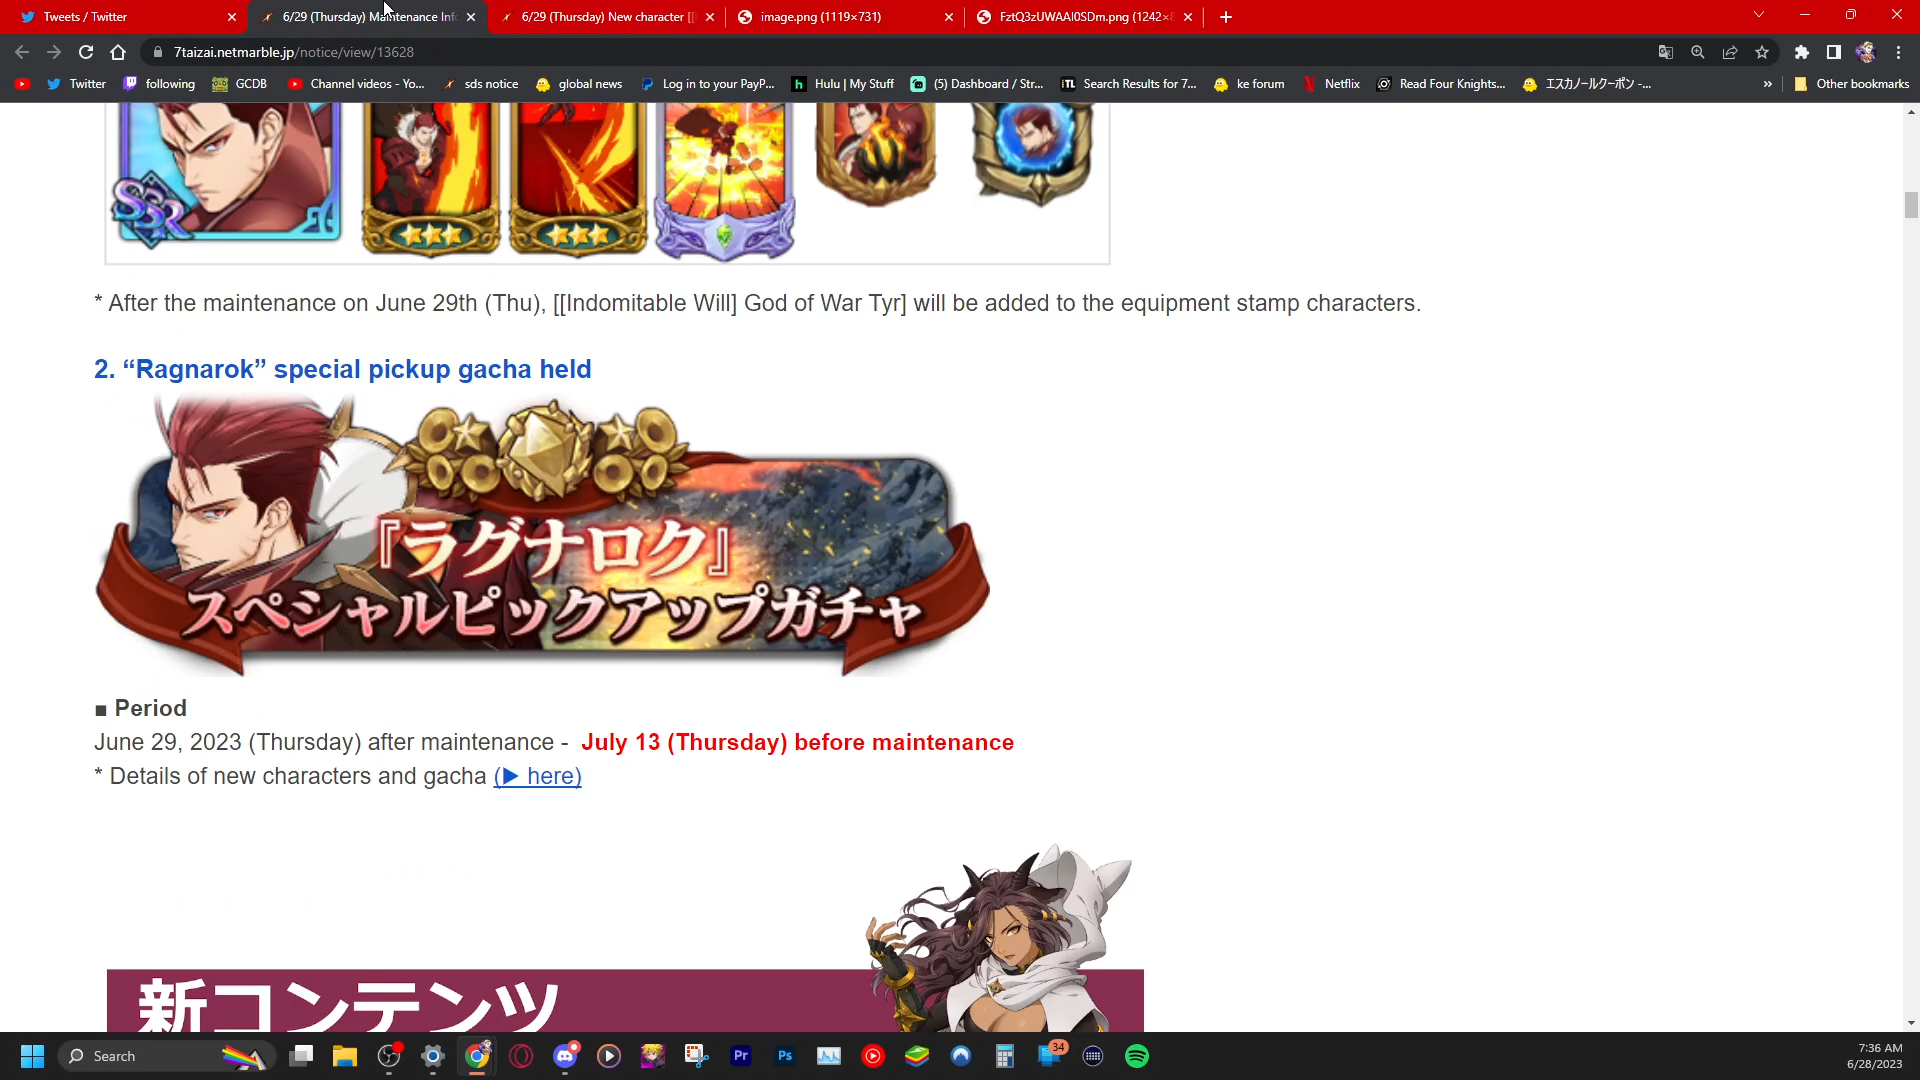 Tweets / Twitter
6/29 (Thursday) Maintenance Inf
6/29 (Thursday) New character [[
image.png (1119×731)
FztQ3zUWAAI0SDm.png (1242×
7taizai.netmarble.jp/notice/view/13628
Twitter
following
GCDB
Channel videos - Yo...
sds notice
global news
Log in to your PayP...
Hulu | My Stuff
(5) Dashboard / Str...
Search Results for 7...
ke forum
Netflix
Read Four Knights...
エスカノールクーポン -...
»
Other bookmarks
SSR
* After the maintenance on June 29th (Thu), [[Indomitable Will] God of War Tyr] will be added to the equipment stamp characters.
2. “Ragnarok” special pickup gacha held
『ラグナロク』
スペシャルピックアップガチャ
■ Period
June 29, 2023 (Thursday) after maintenance - July 13 (Thursday) before maintenance
* Details of new characters and gacha (▶ here)
新コンテンツ
Search
Pr
Ps
34
7:36 AM
6/28/2023